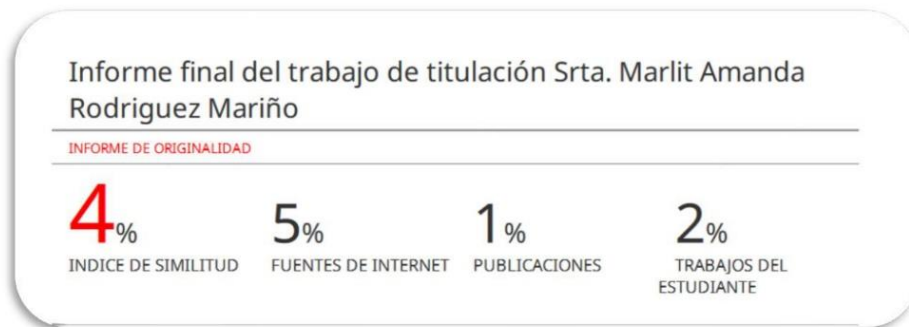 Informe final del trabajo de titulación Srta. Marlit Amanda
Rodriguez Mariño
INFORME DE ORIGINALIDAD
4% 5% 1% 2%
INDICE DE SIMILITUD FUENTES DE INTERNET PUBLICACIONES TRABAJOS DEL
ESTUDIANTE